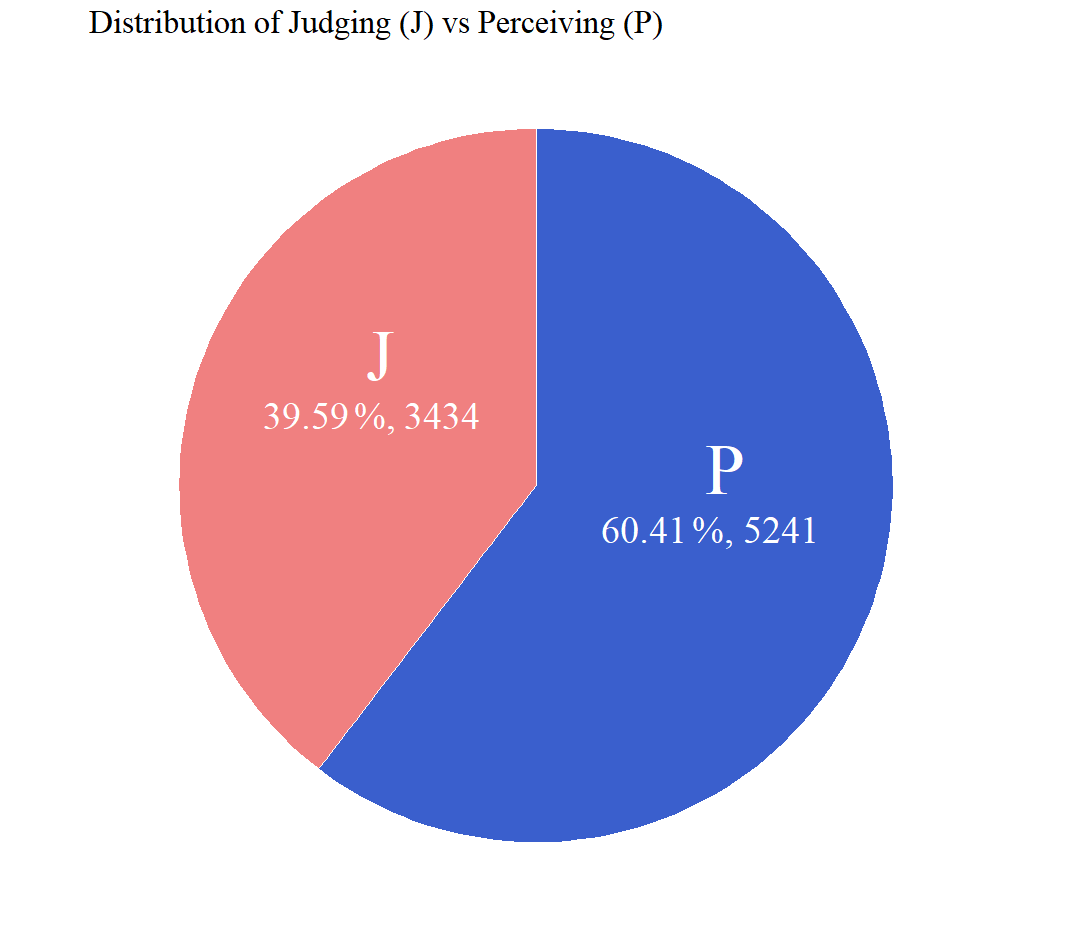 Distribution of Judging (J) vs Perceiving (P)
J
39.59%, 3434
P
60.41%, 5241